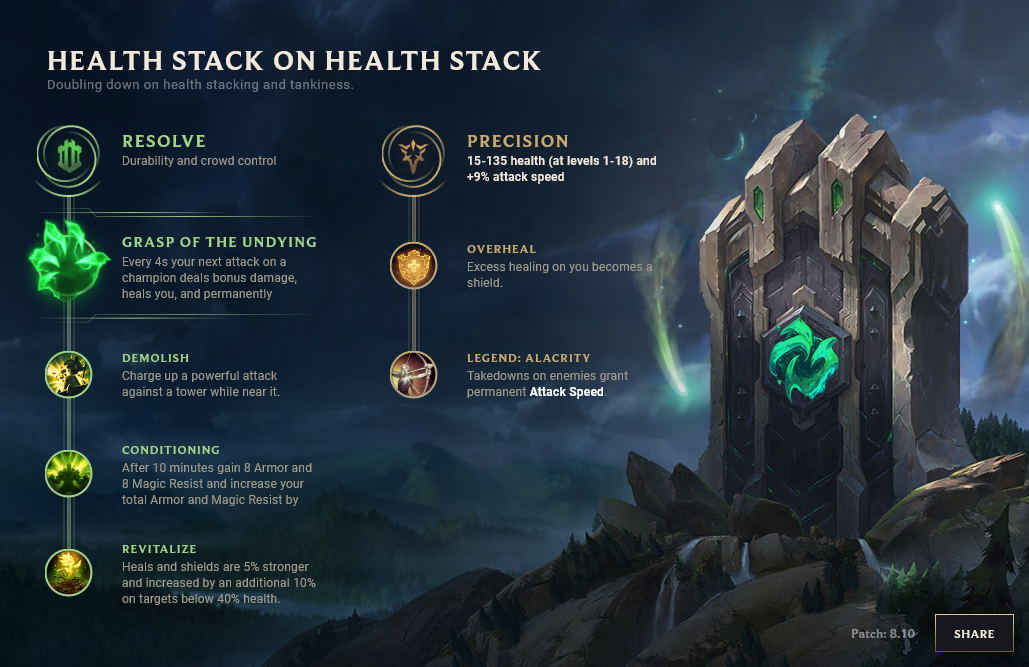 HEALTH STACK ON HEALTH STACK
Doubling down on health stacking and tankiness.
RESOLVE
Durability and crowd control
GRASP OF THE UNDYING
Every 4s your next attack on a
champion deals bonus damage,
heals you, and permanently
DEMOLISH
Charge up a powerful attack
against a tower while near it.
CONDITIONING
After 10 minutes gain 8 Armor and
8 Magic Resist and increase your
total Armor and Magic Resist by
REVITALIZE
Heals and shields are 5% stronger
and increased by an additional 10%
on targets below 40% health.
PRECISION
15-135 health (at levels 1-18) and
+9% attack speed
OVERHEAL
Excess healing on you becomes a
shield.
LEGEND: ALACRITY
Takedowns on enemies grant
permanent Attack Speed.
Patch: 8.10
SHARE